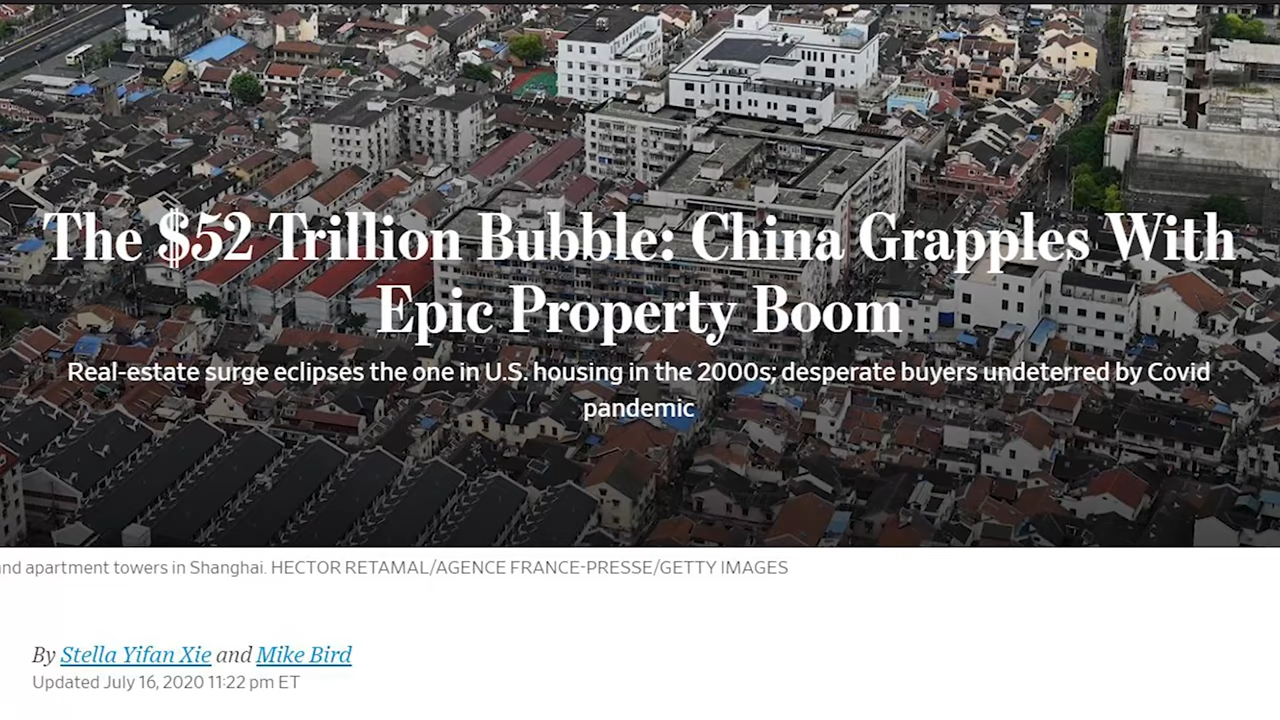 The $52 Trillion Bubble: China Grapples With
Epic Property Boom
Real-estate surge eclipses the one in U.S. housing in the 2000s; desperate buyers undeterred by Covid
pandemic
and apartment towers in Shanghai. HECTOR RETAMAL/AGENCE FRANCE-PRESSE/GETTY IMAGES
By Stella Yifan Xie and Mike Bird
Updated July 16, 2020 11:22 pm ET